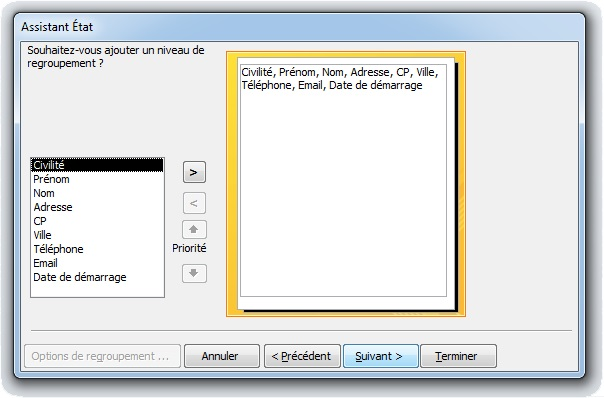 Assistant État
Souhaitez-vous ajouter un niveau de
regroupement ?
Civilité, Prénom, Nom, Adresse, CP, Ville,
Téléphone, Email, Date de démarrage
Civilité
Prénom
Nom
Adresse
CP
Ville
Téléphone
Email
Date de démarrage
>
<
Priorité
Options de regroupement ...
Annuler
< Précédent
Suivant >
Terminer